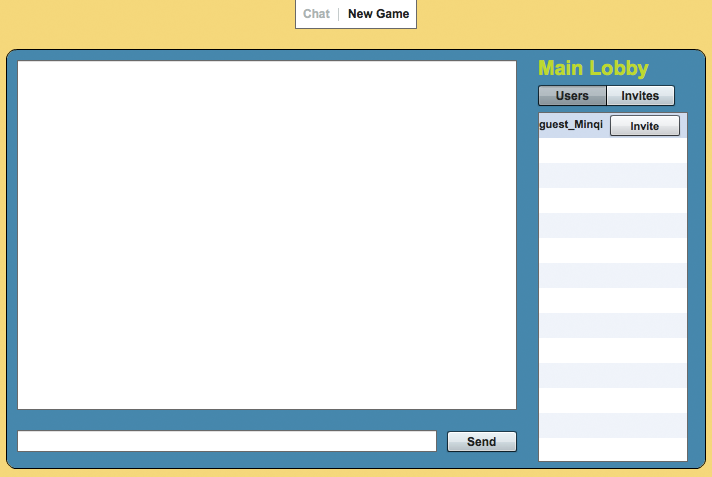 Chat | New Game
Main Lobby
Users Invites
guest_Minqi Invite
Send